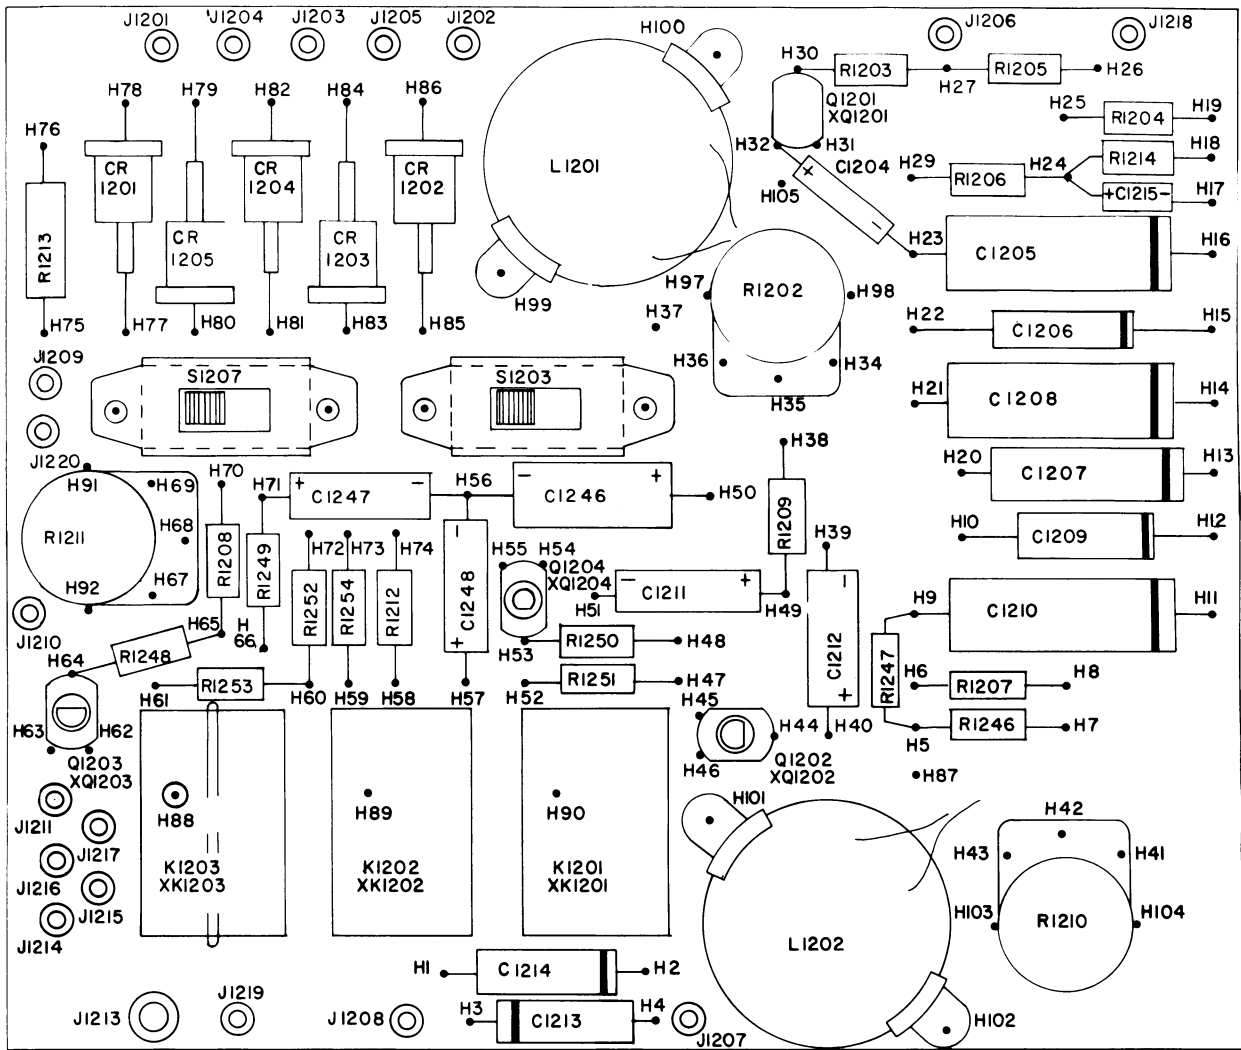 J1201 J1204 J1203 J1205 J1202
H100
J1206 J1218
H30
R1203
H27
R1205
H26
H78 H79 H82 H84 H86
Q1201
XQ1201
H25
R1204
H19
H76
CR
1201
CR
1204
CR
1202
L1201
H32 H31
C1204
H105
+
-
H29
R1206
H24
R1214
H18
+C1215-
H17
R1213
CR
1205
CR
1203
H23
C1205
H16
H99
H97
R1202
H98
H37
H75 H77 H80 H81 H83 H85
H22
C1206
H15
J1209
S1207
S1203
H36 H34
H35
H21
C1208
H14
J1220
H38
H91
H69
H70
H71
+ C1247 -
H56
- C1246 +
H50
H20
C1207
H13
R1211
H68
R1208
R1249
H72 H73 H74
-
C1248
+
H55 H54
Q1204
XQ1204
R1209
H39
H10
C1209
H12
H92
H67
R1252
R1254
R1212
H51
- C1211 +
H49
-
C1212
+
H9
C1210
H11
J1210
H65
H66
H53
R1250
H48
R1247
H64
R1248
H61
R1253
H60 H59 H58 H57
H52
R1251
H47
H6
R1207
H8
H45
H44
H40
H5
R1246
H7
H63 H62
H46
Q1203
XQ1203
Q1202
XQ1202
H87
J1211
H88
H89
H90
H101
H42
J1217
H43 H41
J1216
K1203
XK1203
K1202
XK1202
K1201
XK1201
J1215
J1214
H103
R1210
H104
L1202
H1
C1214
H2
J1213
J1219
J1208
H3
C1213
H4
J1207
H102